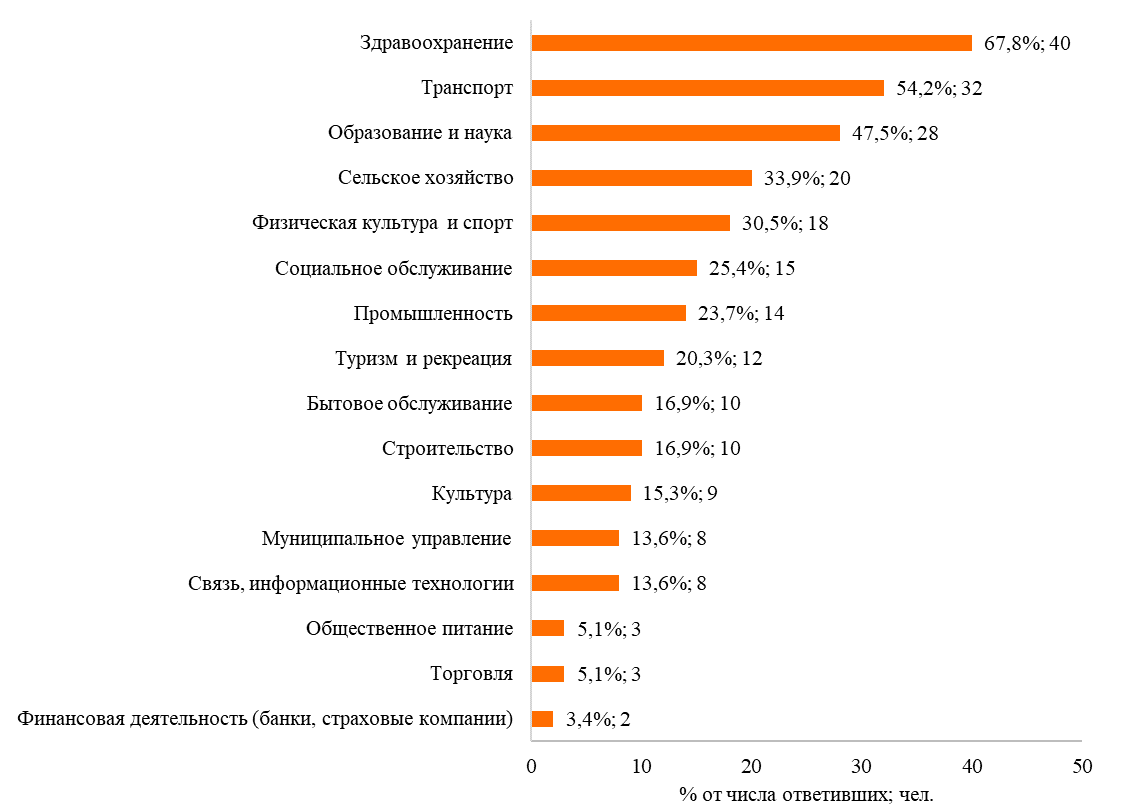 Здравоохранение 67,8%; 40
Транспорт 54,2%; 32
Образование и наука 47,5%; 28
Сельское хозяйство 33,9%; 20
Физическая культура и спорт 30,5%; 18
Социальное обслуживание 25,4%; 15
Промышленность 23,7%; 14
Туризм и рекреация 20,3%; 12
Бытовое обслуживание 16,9%; 10
Строительство 16,9%; 10
Культура 15,3%; 9
Муниципальное управление 13,6%; 8
Связь, информационные технологии 13,6%; 8
Общественное питание 5,1%; 3
Торговля 5,1%; 3
Финансовая деятельность (банки, страховые компании) 3,4%; 2
0 10 20 30 40 50
% от числа ответивших; чел.